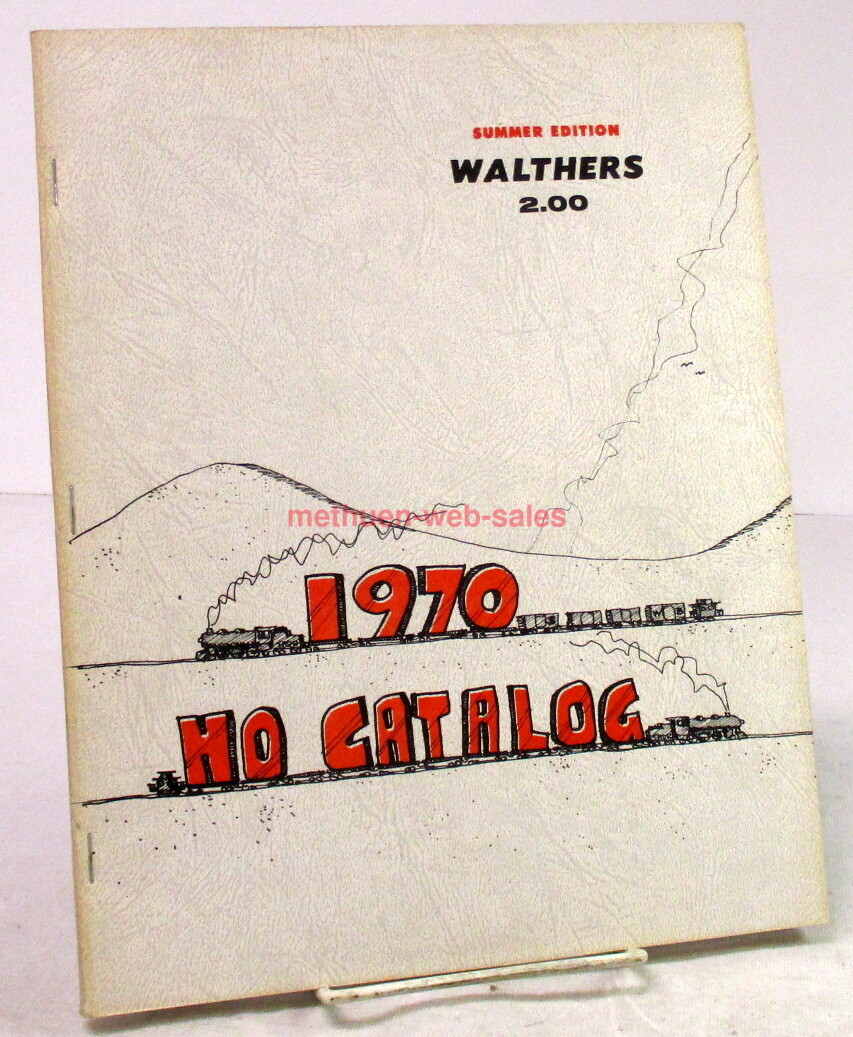 SUMMER EDITION
WALTHERS
2.00
methuen-web-sales
1970
HO CATALOG